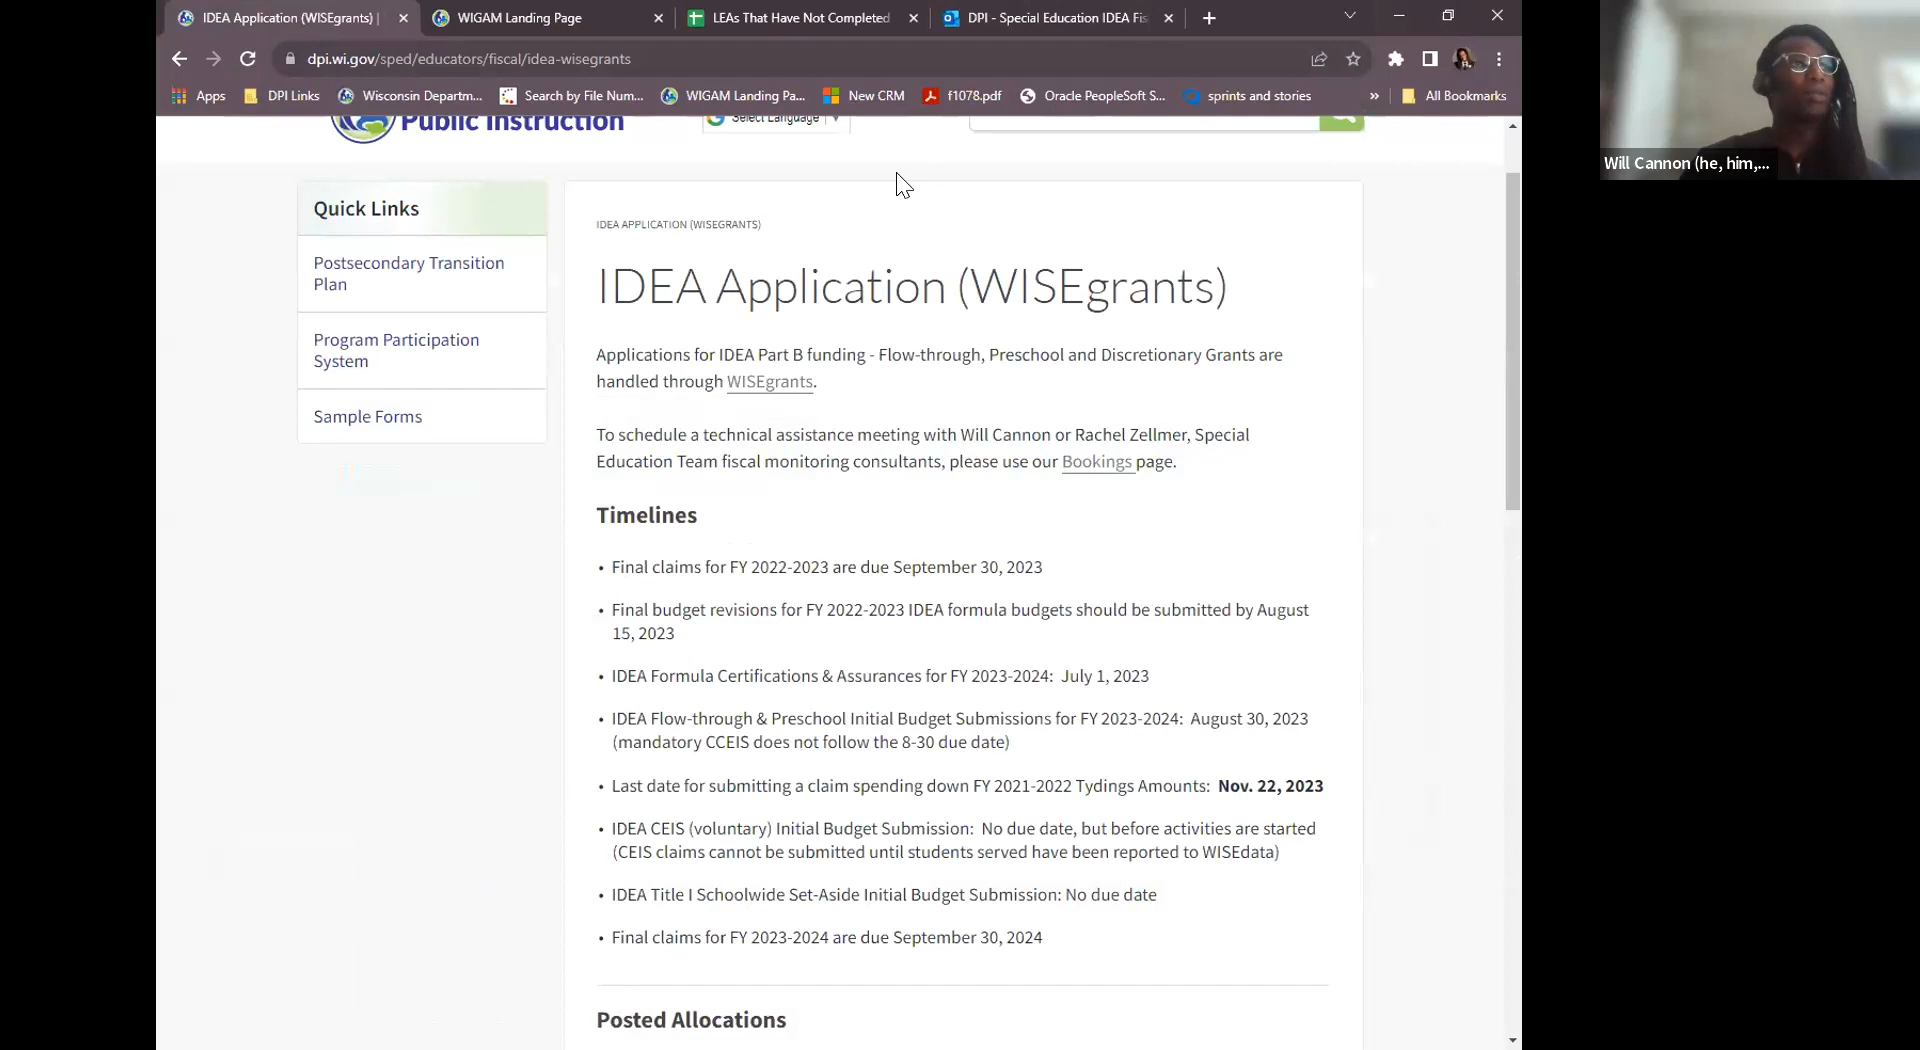 IDEA Application (WISEgrants) |
WIGAM Landing Page
LEAs That Have Not Completed
DPI - Special Education IDEA Fis
dpi.wi.gov/sped/educators/fiscal/idea-wisegrants
Apps
DPI Links
Wisconsin Departm...
Search by File Num...
WIGAM Landing Pa...
New CRM
f1078.pdf
Oracle PeopleSoft S...
sprints and stories
»
All Bookmarks
Public Instruction
Select Language
Will Cannon (he, him,...
Quick Links
Postsecondary Transition
Plan
Program Participation
System
Sample Forms
IDEA APPLICATION (WISEGRANTS)
IDEA Application (WISEgrants)
Applications for IDEA Part B funding - Flow-through, Preschool and Discretionary Grants are
handled through WISEgrants.
To schedule a technical assistance meeting with Will Cannon or Rachel Zellmer, Special
Education Team fiscal monitoring consultants, please use our Bookings page.
Timelines
• Final claims for FY 2022-2023 are due September 30, 2023
• Final budget revisions for FY 2022-2023 IDEA formula budgets should be submitted by August
15, 2023
• IDEA Formula Certifications & Assurances for FY 2023-2024: July 1, 2023
• IDEA Flow-through & Preschool Initial Budget Submissions for FY 2023-2024: August 30, 2023
(mandatory CCEIS does not follow the 8-30 due date)
• Last date for submitting a claim spending down FY 2021-2022 Tydings Amounts: Nov. 22, 2023
• IDEA CEIS (voluntary) Initial Budget Submission: No due date, but before activities are started
(CEIS claims cannot be submitted until students served have been reported to WISEdata)
• IDEA Title I Schoolwide Set-Aside Initial Budget Submission: No due date
• Final claims for FY 2023-2024 are due September 30, 2024
Posted Allocations